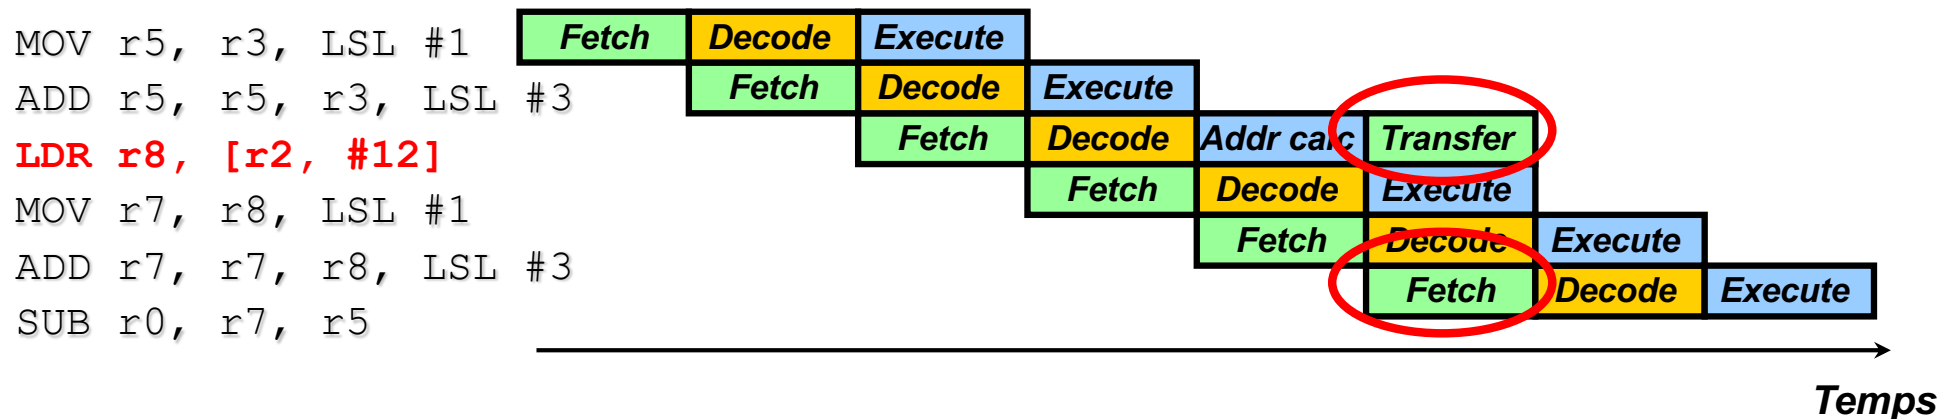 MOV r5, r3, LSL #1 Fetch Decode Execute
ADD r5, r5, r3, LSL #3 Fetch Decode Execute
LDR r8, [r2, #12] Fetch Decode Addr calc Transfer
MOV r7, r8, LSL #1 Fetch Decode Execute
ADD r7, r7, r8, LSL #3 Fetch Decode Execute
SUB r0, r7, r5 Fetch Decode Execute
Temps